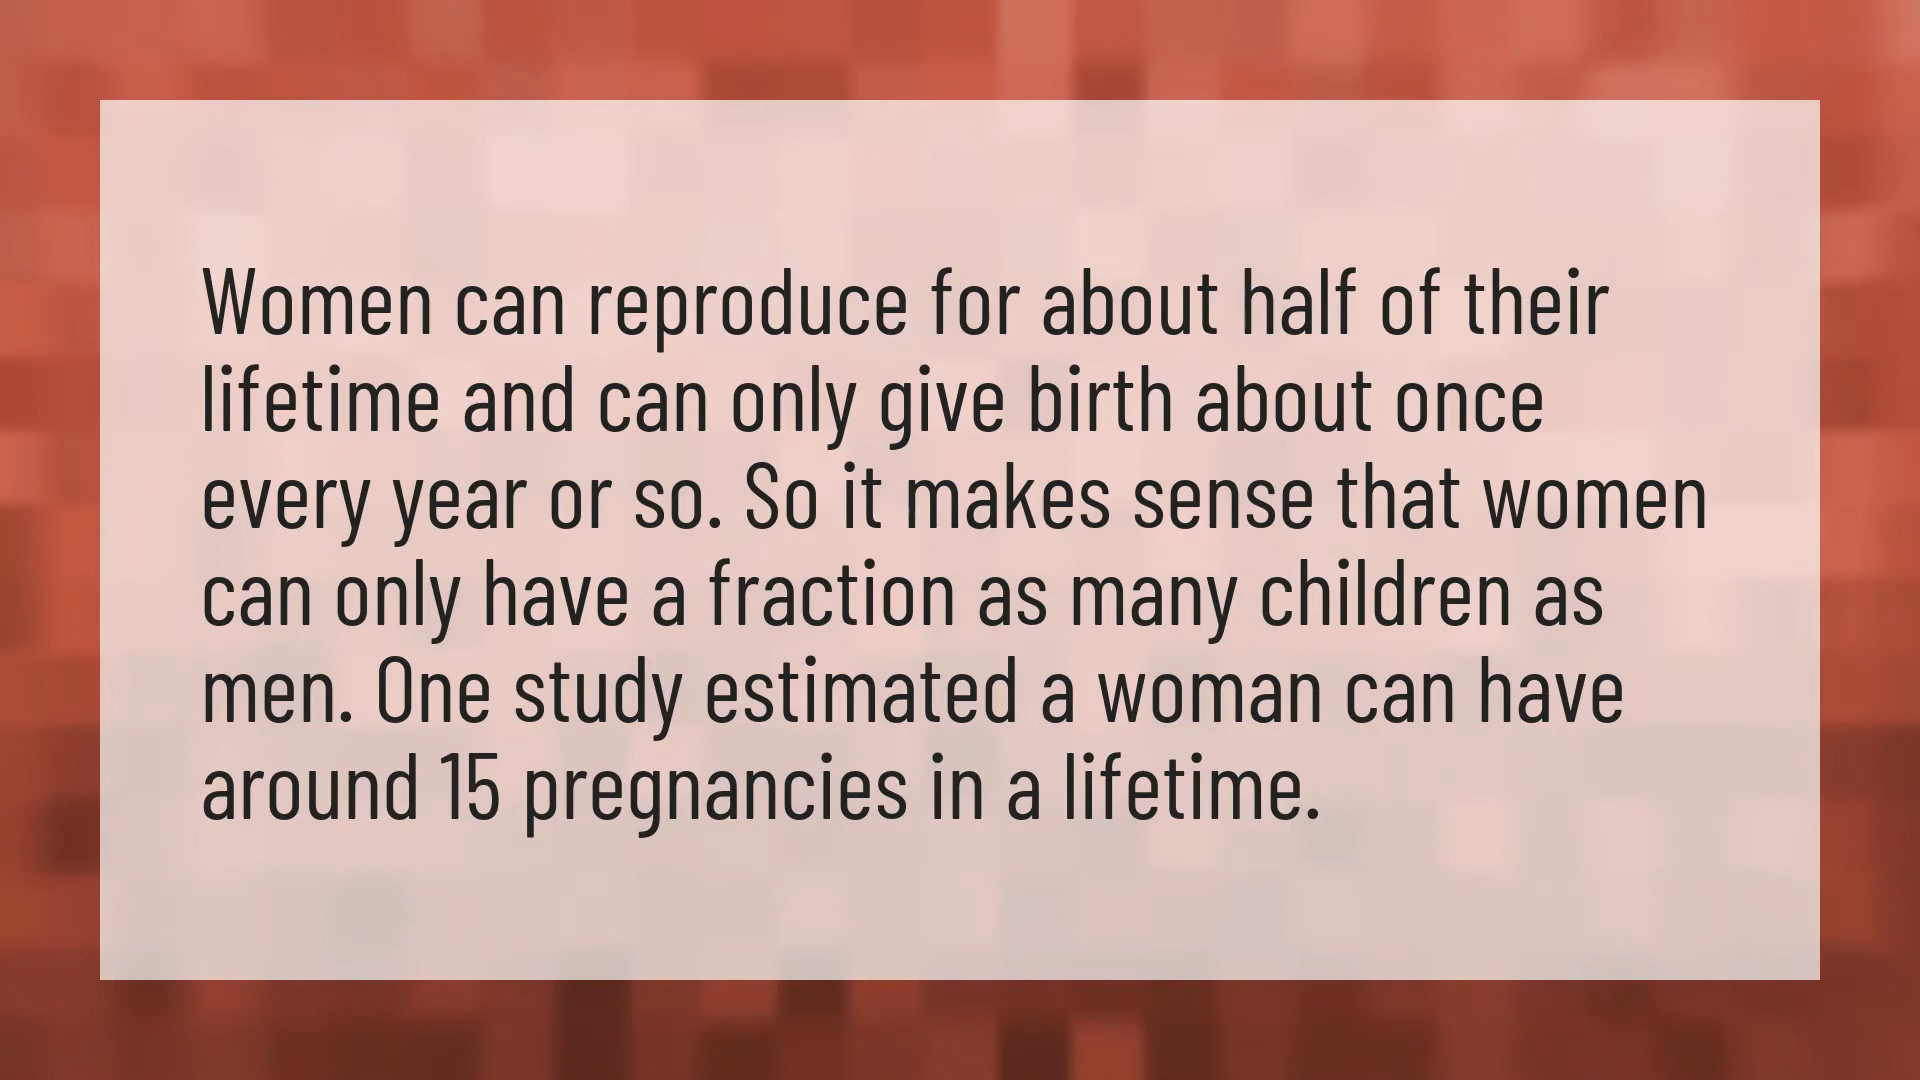 Women can reproduce for about half of their
lifetime and can only give birth about once
every year or so. So it makes sense that women
can only have a fraction as many children as
men. One study estimated a woman can have
around 15 pregnancies in a lifetime.